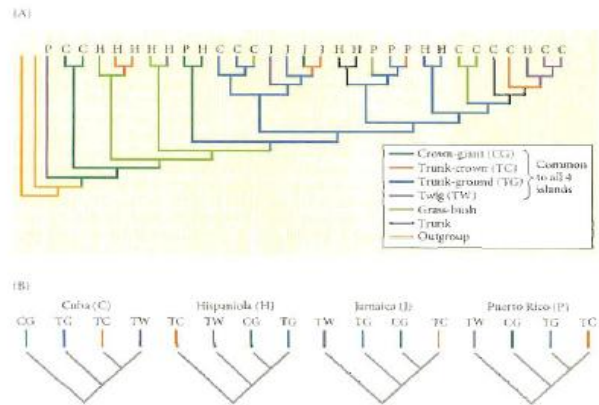 (A)
P C C H H H H H P H C C C J J J J H H P P P H H C C C C H C C
Crown-giant (CG)
Trunk-crown (TC)
Trunk-ground (TG)
Twig (TW)
Common to all 4 islands
Grass-bush
Trunk
Outgroup
(B)
Cuba (C) Hispaniola (H) Jamaica (J) Puerto Rico (P)
CG TG TC TW TC TW CG TG TW TG CG TC TW CG TG TC